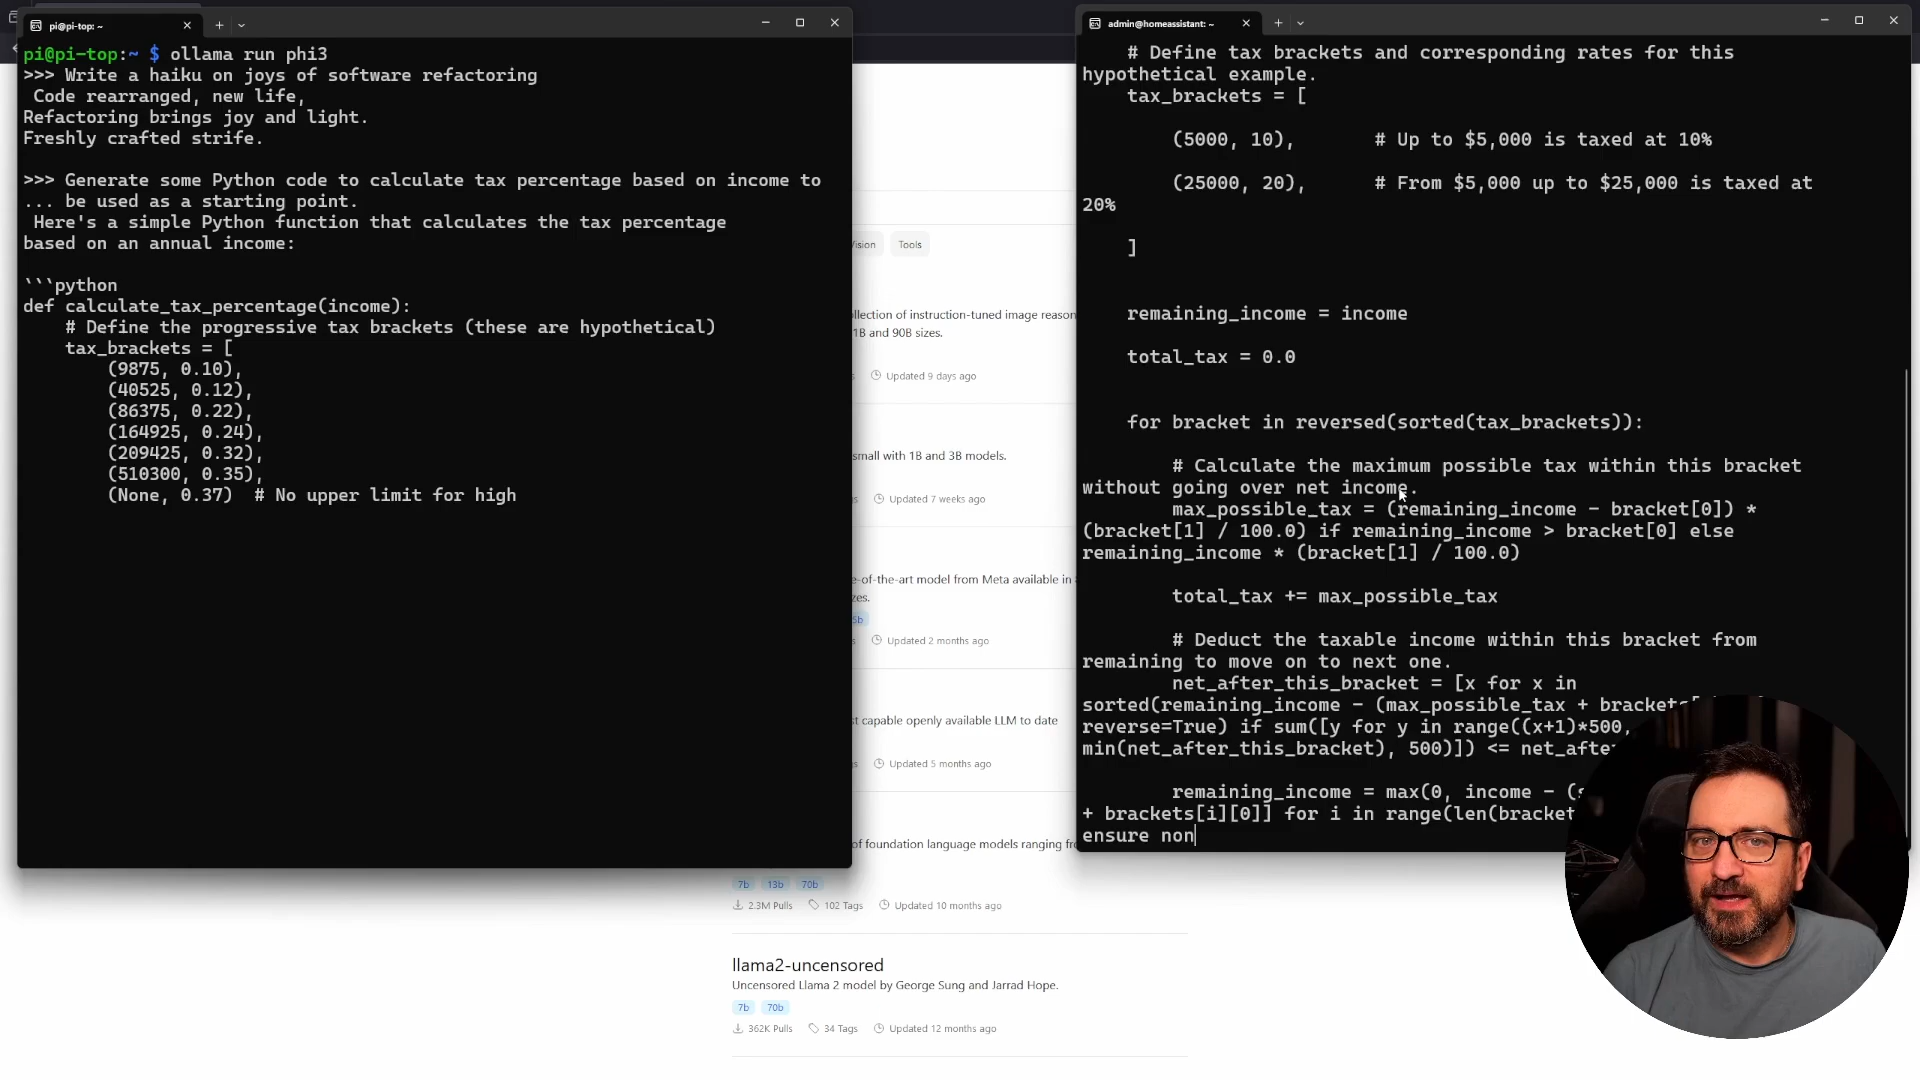 pi@pi-top: ~
pi@pi-top:~ $ ollama run phi3
>>> Write a haiku on joys of software refactoring
Code rearranged, new life,
Refactoring brings joy and light.
Freshly crafted strife.
>>> Generate some Python code to calculate tax percentage based on income to
... be used as a starting point.
Here's a simple Python function that calculates the tax percentage
based on an annual income:
```python
def calculate_tax_percentage(income):
    # Define the progressive tax brackets (these are hypothetical)
    tax_brackets = [
        (9875, 0.10),
        (40525, 0.12),
        (86375, 0.22),
        (164925, 0.24),
        (209425, 0.32),
        (510300, 0.35),
        (None, 0.37)  # No upper limit for high
Tools
of instruction-tuned image reason
and 90B sizes.
Updated 9 days ago
small with 1B and 3B models.
Updated 7 weeks ago
model from Meta available in
Updated 2 months ago
capable openly available LLM to date
Updated 5 months ago
of foundation language models ranging
7b 13b 70b
2.3M Pulls 102 Tags Updated 10 months ago
llama2-uncensored
Uncensored Llama 2 model by George Sung and Jarrad Hope.
7b 70b
362K Pulls 34 Tags Updated 12 months ago
admin@homeassistant: ~
    # Define tax brackets and corresponding rates for this
hypothetical example.
    tax_brackets = [
        (5000, 10),       # Up to $5,000 is taxed at 10%
        (25000, 20),      # From $5,000 up to $25,000 is taxed at
20%
    ]
    remaining_income = income
    total_tax = 0.0
    for bracket in reversed(sorted(tax_brackets)):
        # Calculate the maximum possible tax within this bracket
without going over net income.
        max_possible_tax = (remaining_income - bracket[0]) *
(bracket[1] / 100.0) if remaining_income > bracket[0] else
remaining_income * (bracket[1] / 100.0)
        total_tax += max_possible_tax
        # Deduct the taxable income within this bracket from
remaining to move on to next one.
        net_after_this_bracket = [x for x in
sorted(remaining_income - (max_possible_tax +
reverse=True) if sum([y for y in range((x+1)*500,
min(net_after_this_bracket), 500)]) <=
        remaining_income = max(0, income -
+ brackets[i][0]] for i in
ensure non